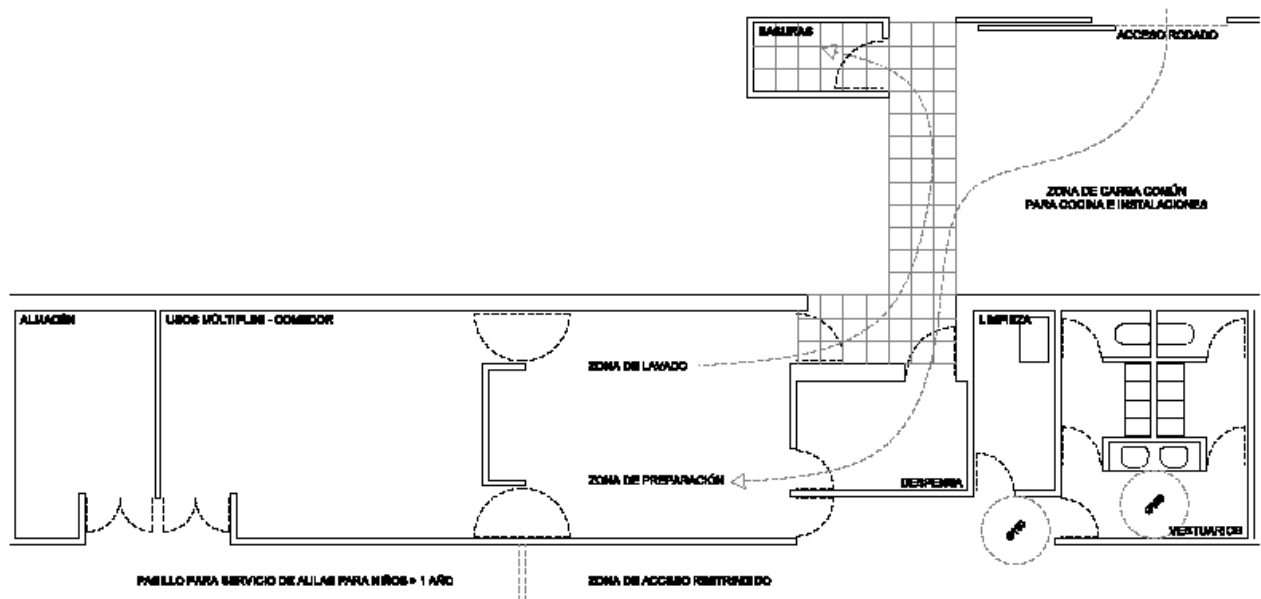 BASURAS
ACCESO RODADO
ZONA DE CARGA COMÚN
PARA COCINA E INSTALACIONES
ALMACÉN
USOS MÚLTIPLES - COMEDOR
LIMPIEZA
ZONA DE LAVADO
ZONA DE PREPARACIÓN
DESPENSA
VESTUARIOS
PASILLO PARA SERVICIO DE AULAS PARA NIÑOS > 1 AÑO
ZONA DE ACCESO RESTRINGIDO